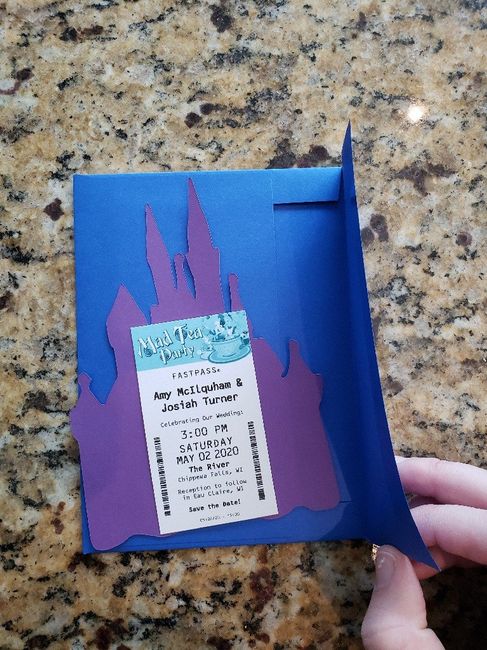 Mad Tea
Party
FASTPASS®
Amy McIlquham &
Josiah Turner
Celebrating Our Wedding:
3:00 PM
SATURDAY
MAY 02 2020
The River
Chippewa Falls, WI
Reception to follow
in Eau Claire, WI
Save the Date!